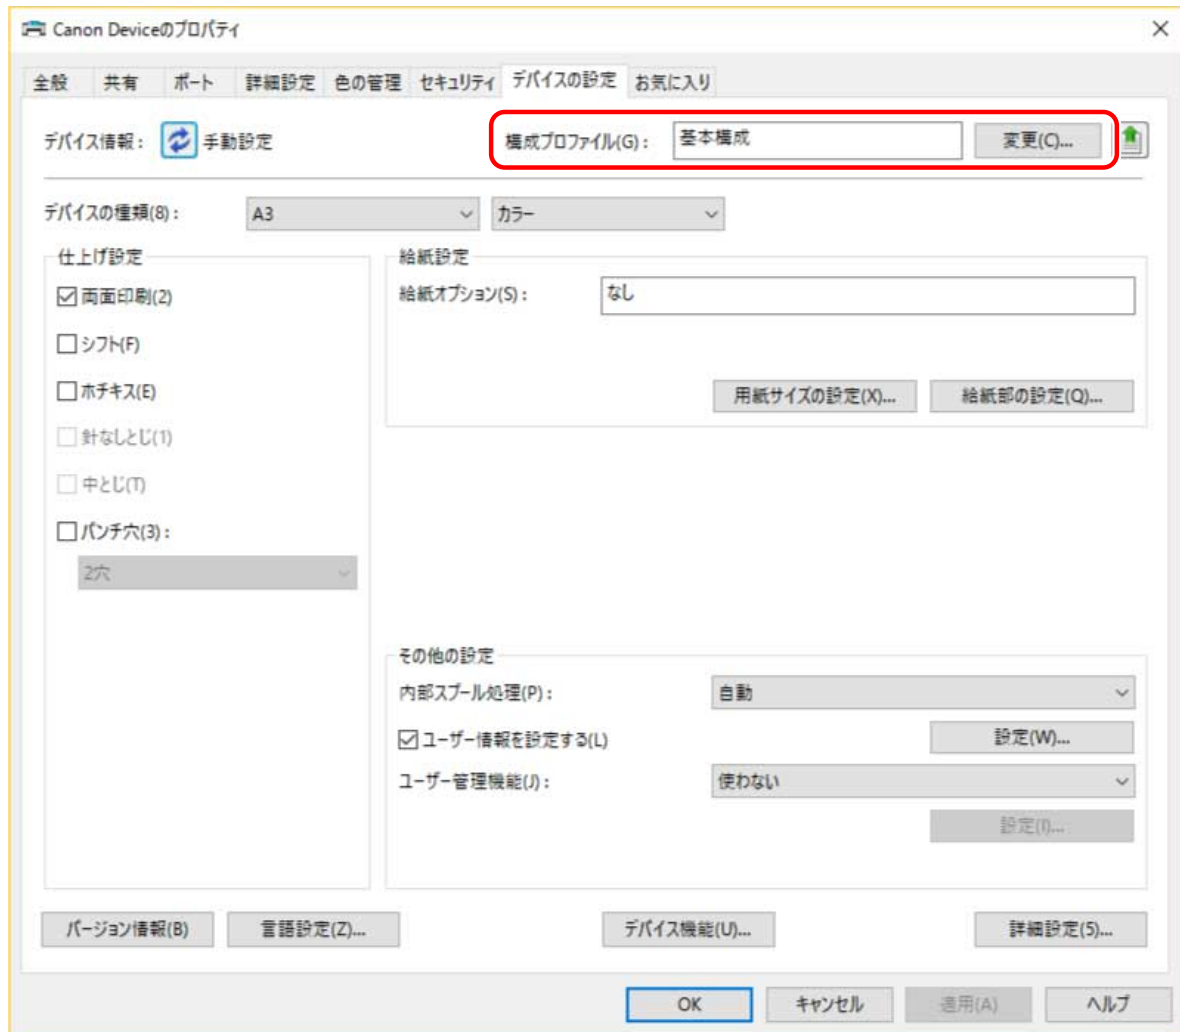 Canon Deviceのプロパティ
全般 共有 ポート 詳細設定 色の管理 セキュリティ デバイスの設定 お気に入り
デバイス情報: 手動設定 構成プロファイル(G): 基本構成 変更(C)...
デバイスの種類(8): A3 カラー
仕上げ設定
両面印刷(2)
シフト(F)
ホチキス(E)
針なしとじ(1)
中とじ(T)
パンチ穴(3):
2穴
給紙設定
給紙オプション(S): なし
用紙サイズの設定(X)... 給紙部の設定(Q)...
その他の設定
内部スプール処理(P): 自動
ユーザー情報を設定する(L) 設定(W)...
ユーザー管理機能(J): 使わない
設定(I)...
バージョン情報(B) 言語設定(Z)... デバイス機能(U)... 詳細設定(5)...
OK キャンセル 適用(A) ヘルプ